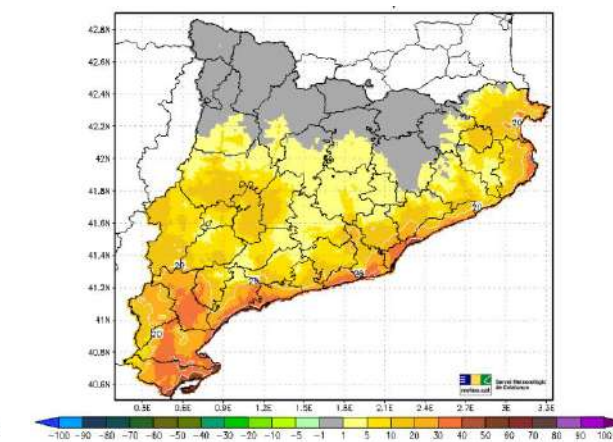 42.8N
42.6N
42.4N
42.2N
42N
41.8N
41.6N
41.4N
41.2N
41N
40.8N
40.6N
20
20
20
20
0.3E 0.6E 0.9E 1.2E 1.5E 1.8E 2.1E 2.4E 2.7E 3E 3.3E
meteo.cat
Servei Meteorològic
de Catalunya
-100 -90 -80 -70 -60 -50 -40 -30 -20 -10 -5 -1 1 5 10 20 30 40 50 60 70 80 90 100